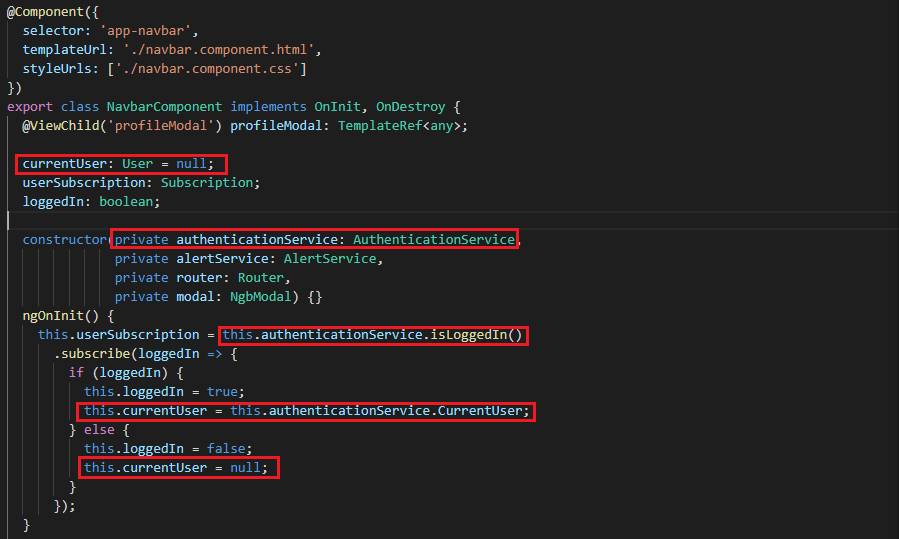 @Component({
  selector: 'app-navbar',
  templateUrl: './navbar.component.html',
  styleUrls: ['./navbar.component.css']
})
export class NavbarComponent implements OnInit, OnDestroy {
  @ViewChild('profileModal') profileModal: TemplateRef<any>;
  currentUser: User = null;
  userSubscription: Subscription;
  loggedIn: boolean;
  constructor(private authenticationService: AuthenticationService,
              private alertService: AlertService,
              private router: Router,
              private modal: NgbModal) {}
  ngOnInit() {
    this.userSubscription = this.authenticationService.isLoggedIn()
      .subscribe(loggedIn => {
        if (loggedIn) {
          this.loggedIn = true;
          this.currentUser = this.authenticationService.CurrentUser;
        } else {
          this.loggedIn = false;
          this.currentUser = null;
        }
      });
  }